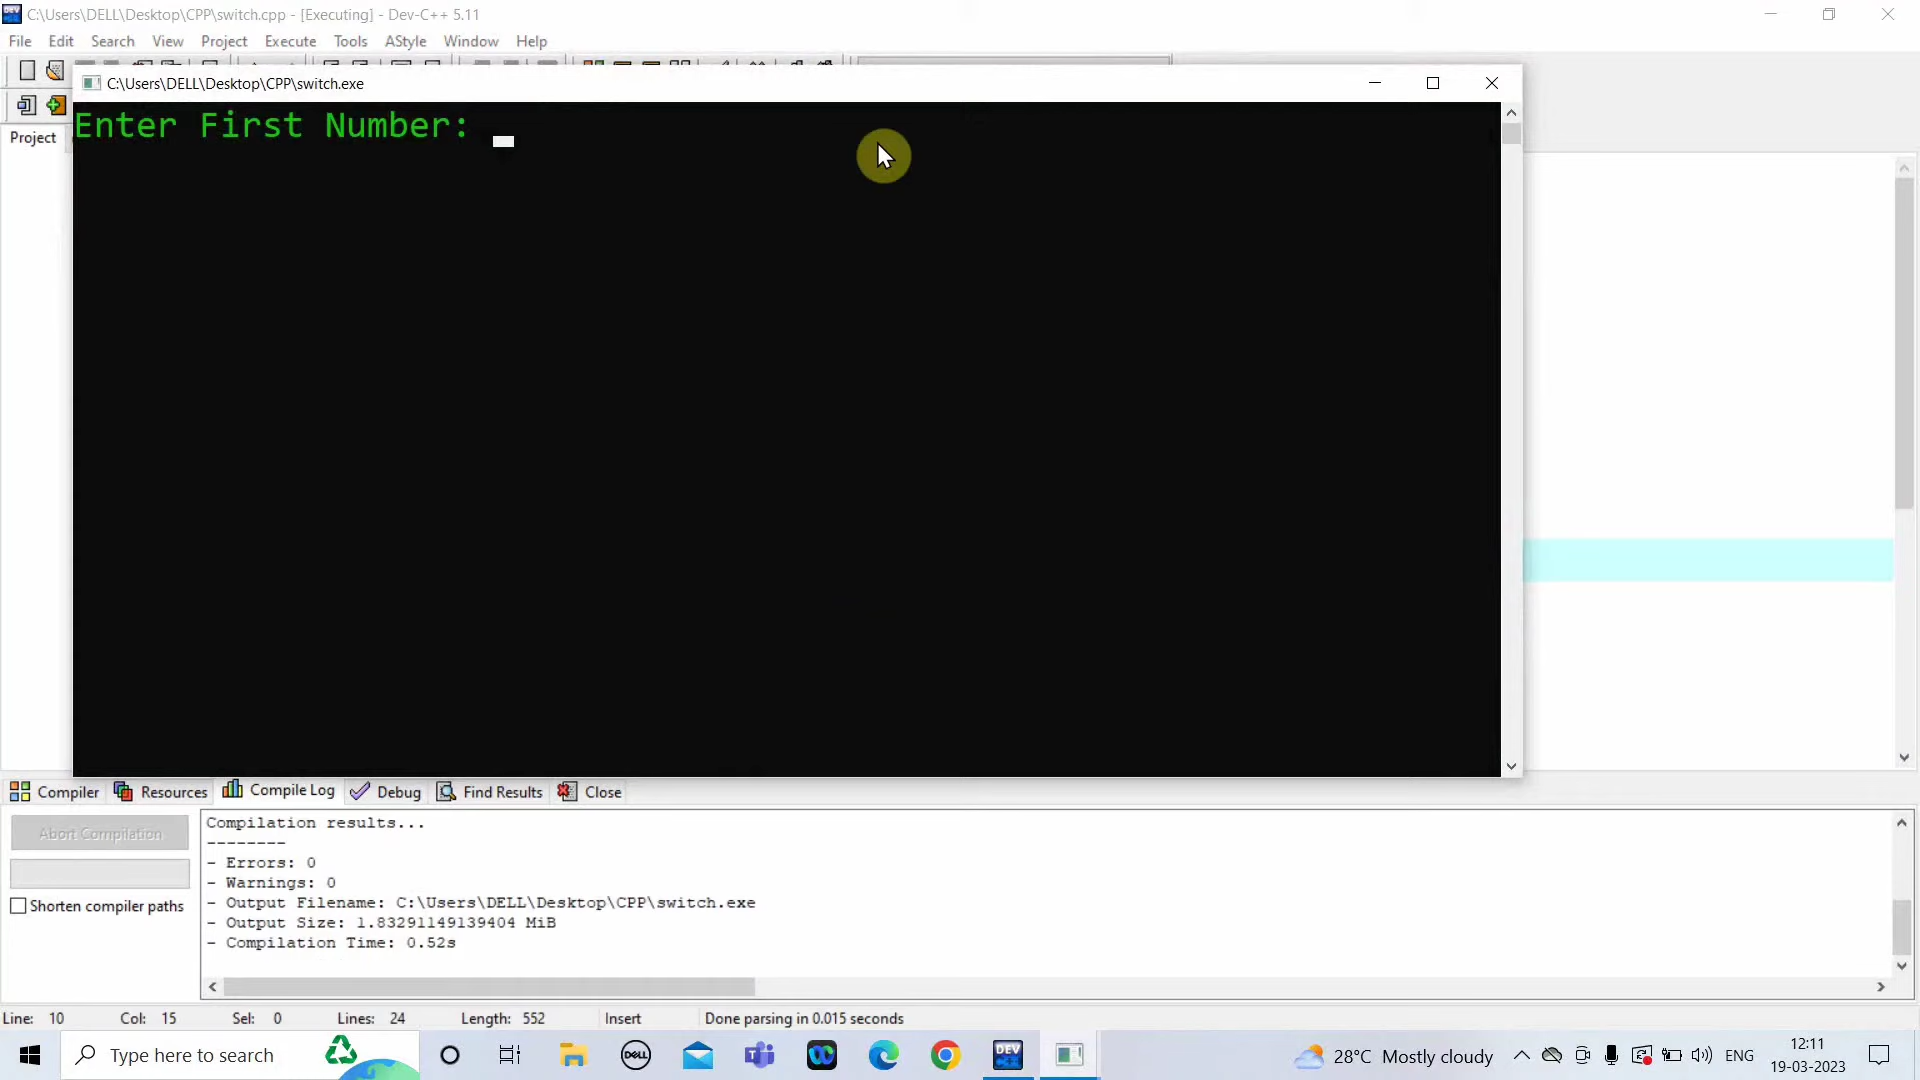 C:\Users\DELL\Desktop\CPP\switch.cpp - [Executing] - Dev-C++ 5.11
File Edit Search View Project Execute Tools AStyle Window Help
C:\Users\DELL\Desktop\CPP\switch.exe
Enter First Number:
Project
Compiler Resources Compile Log Debug Find Results Close
Abort Compilation
Shorten compiler paths
Compilation results...
--------
- Errors: 0
- Warnings: 0
- Output Filename: C:\Users\DELL\Desktop\CPP\switch.exe
- Output Size: 1.83291149139404 MiB
- Compilation Time: 0.52s
Line: 10 Col: 15 Sel: 0 Lines: 24 Length: 552 Insert Done parsing in 0.015 seconds
Type here to search
DELL
DEV
28°C Mostly cloudy
ENG
12:11
19-03-2023